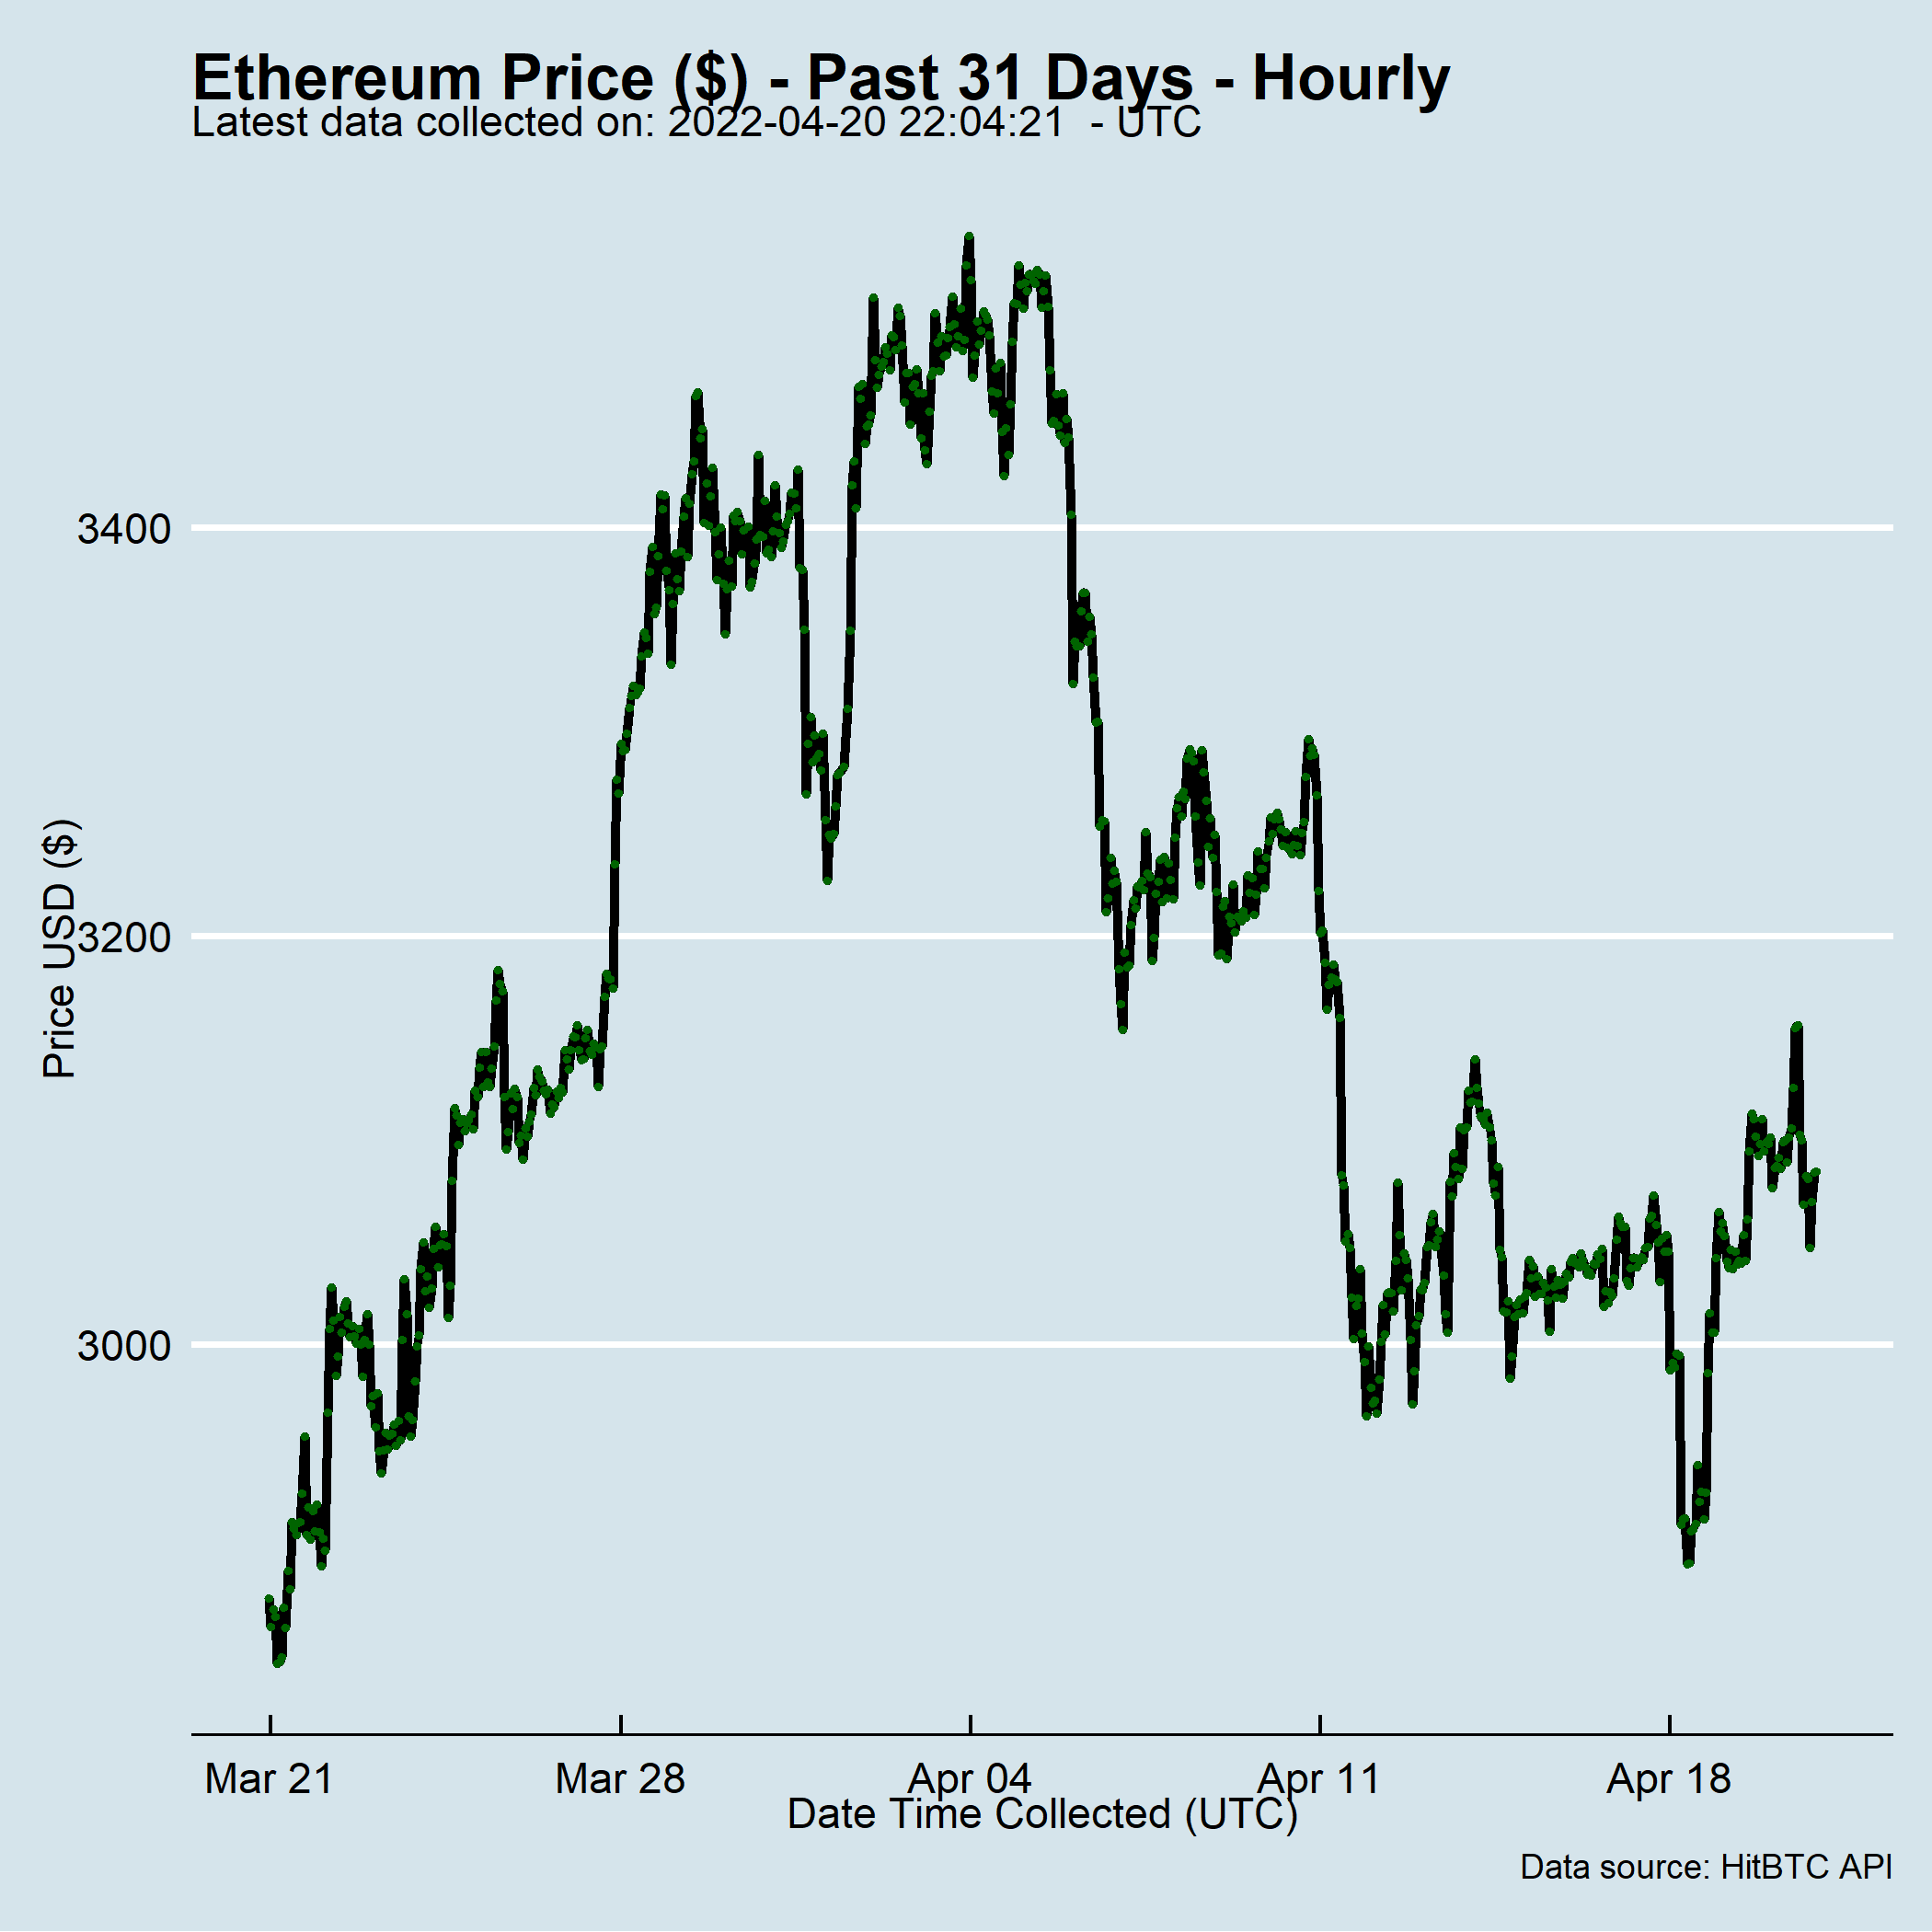 Ethereum Price ($) - Past 31 Days - Hourly
Latest data collected on: 2022-04-20 22:04:21  - UTC
3400
3200
3000
Price USD ($)
Mar 21
Mar 28
Apr 04
Apr 11
Apr 18
Date Time Collected (UTC)
Data source: HitBTC API